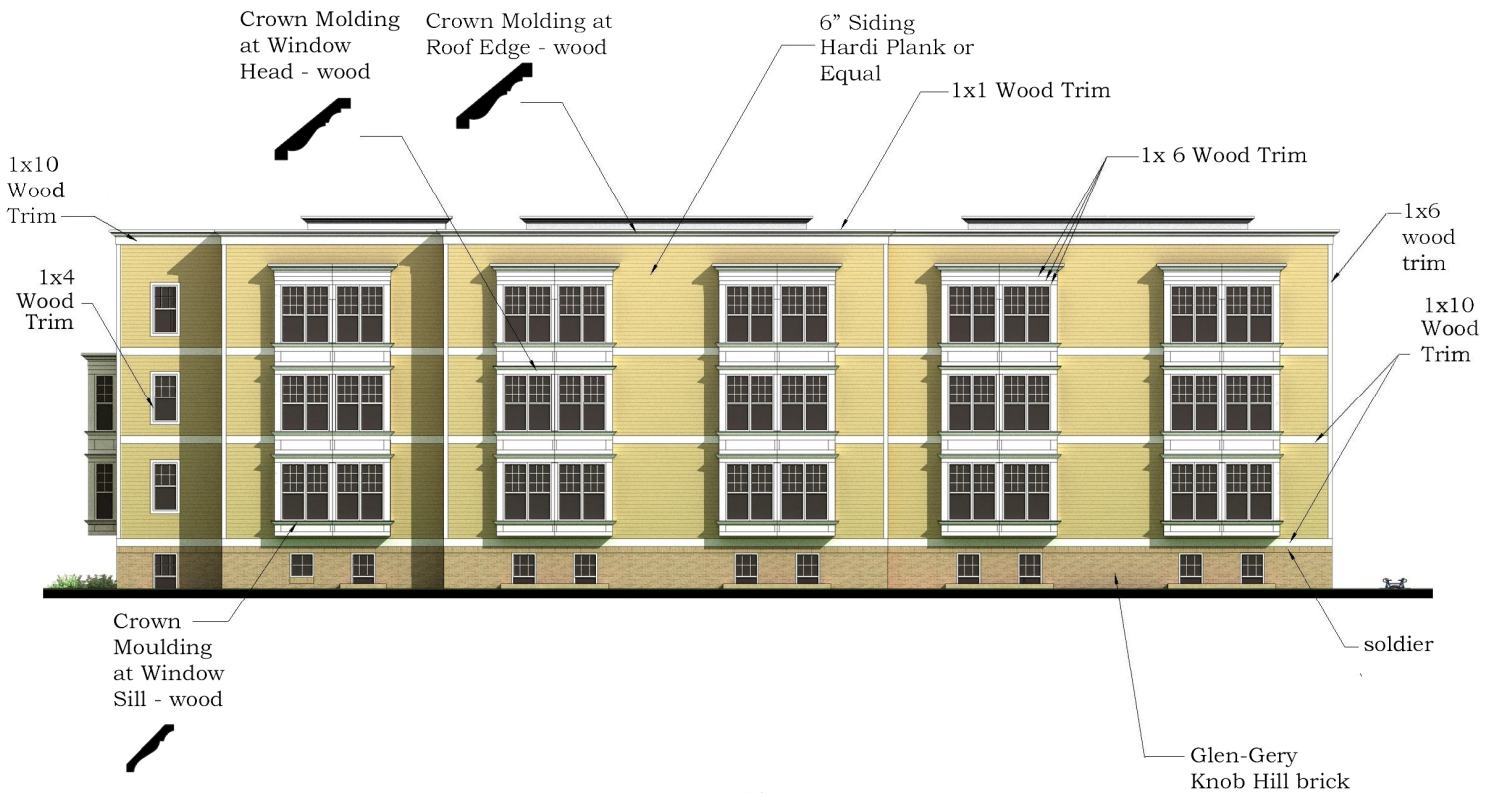 Crown Molding
at Window
Head - wood
Crown Molding at
Roof Edge - wood
6” Siding
Hardi Plank or
Equal
1x1 Wood Trim
1x 6 Wood Trim
1x10
Wood
Trim
1x6
wood
trim
1x4
Wood
Trim
1x10
Wood
Trim
Crown
Moulding
at Window
Sill - wood
soldier
Glen-Gery
Knob Hill brick